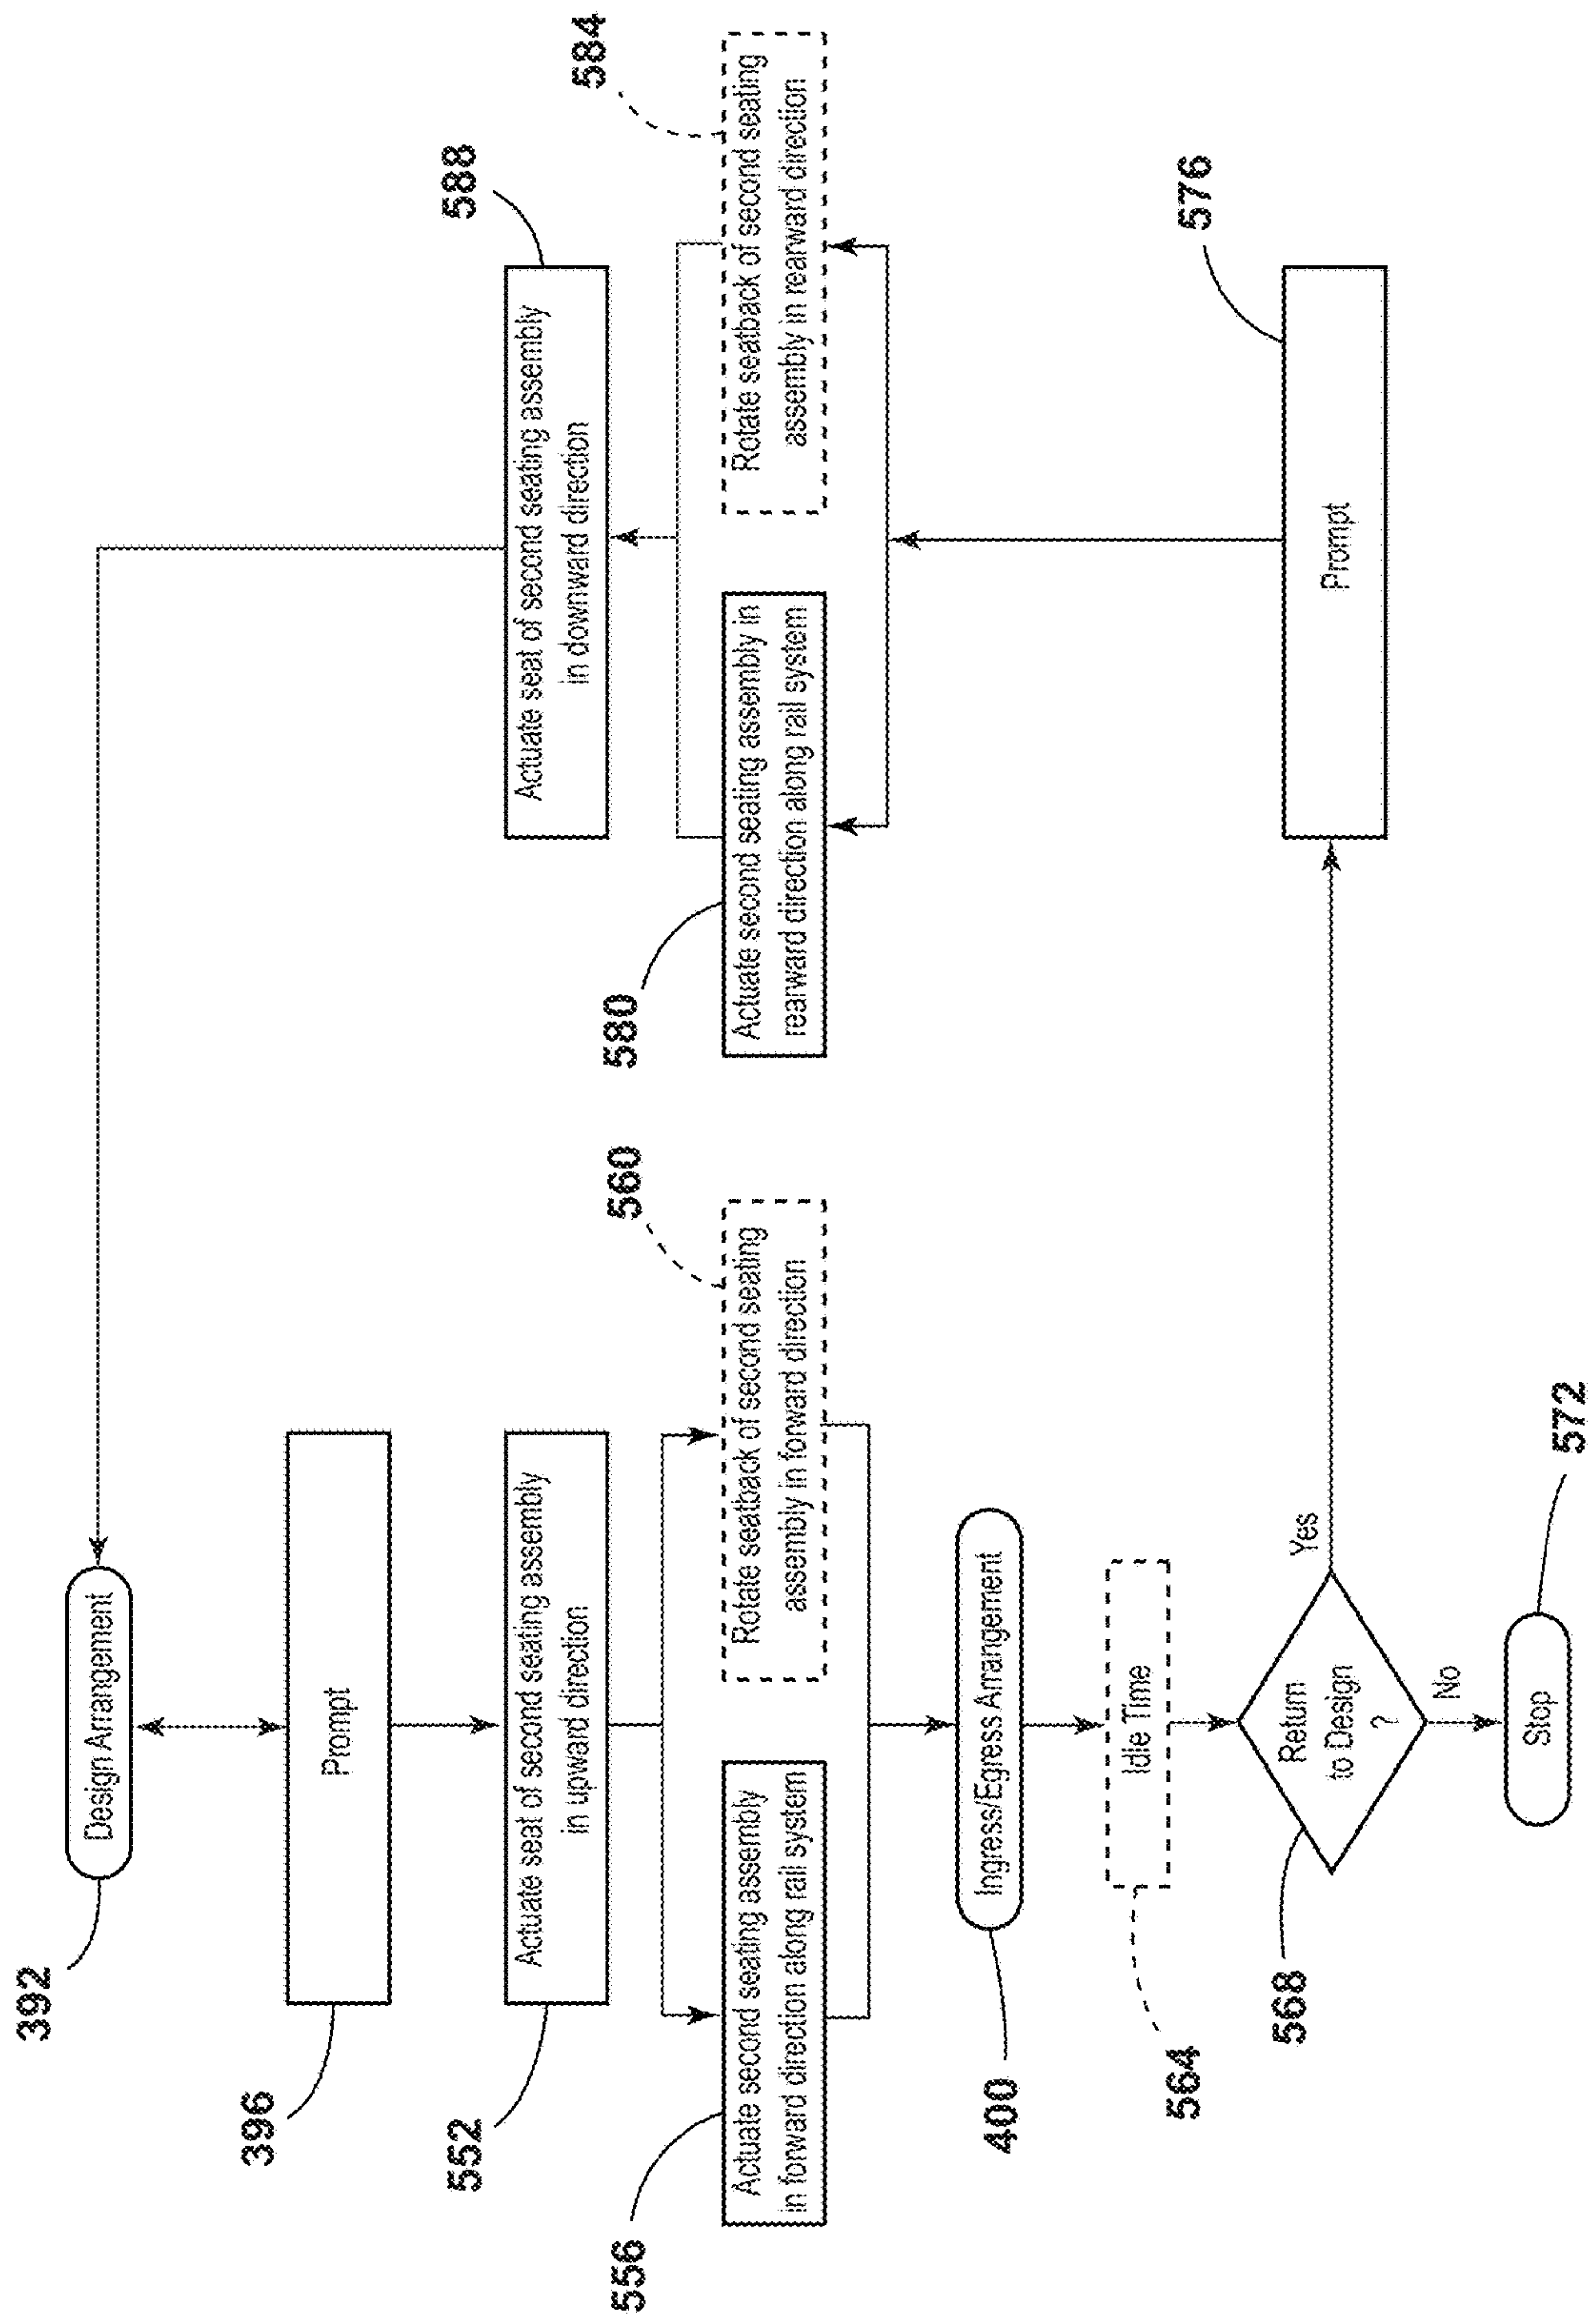 392
Design Arrangement
396
Prompt
552
Actuate seat of second seating assembly
in upward direction
556
Actuate second seating assembly
in forward direction along rail system
560
Rotate seatback of second seating
assembly in forward direction
400
Ingress/Egress Arrangement
564
Idle Time
568
Return
to Design
?
Yes
No
572
Stop
576
Prompt
580
Actuate second seating assembly in
rearward direction along rail system
584
Rotate seatback of second seating
assembly in rearward direction
588
Actuate seat of second seating assembly
in downward direction